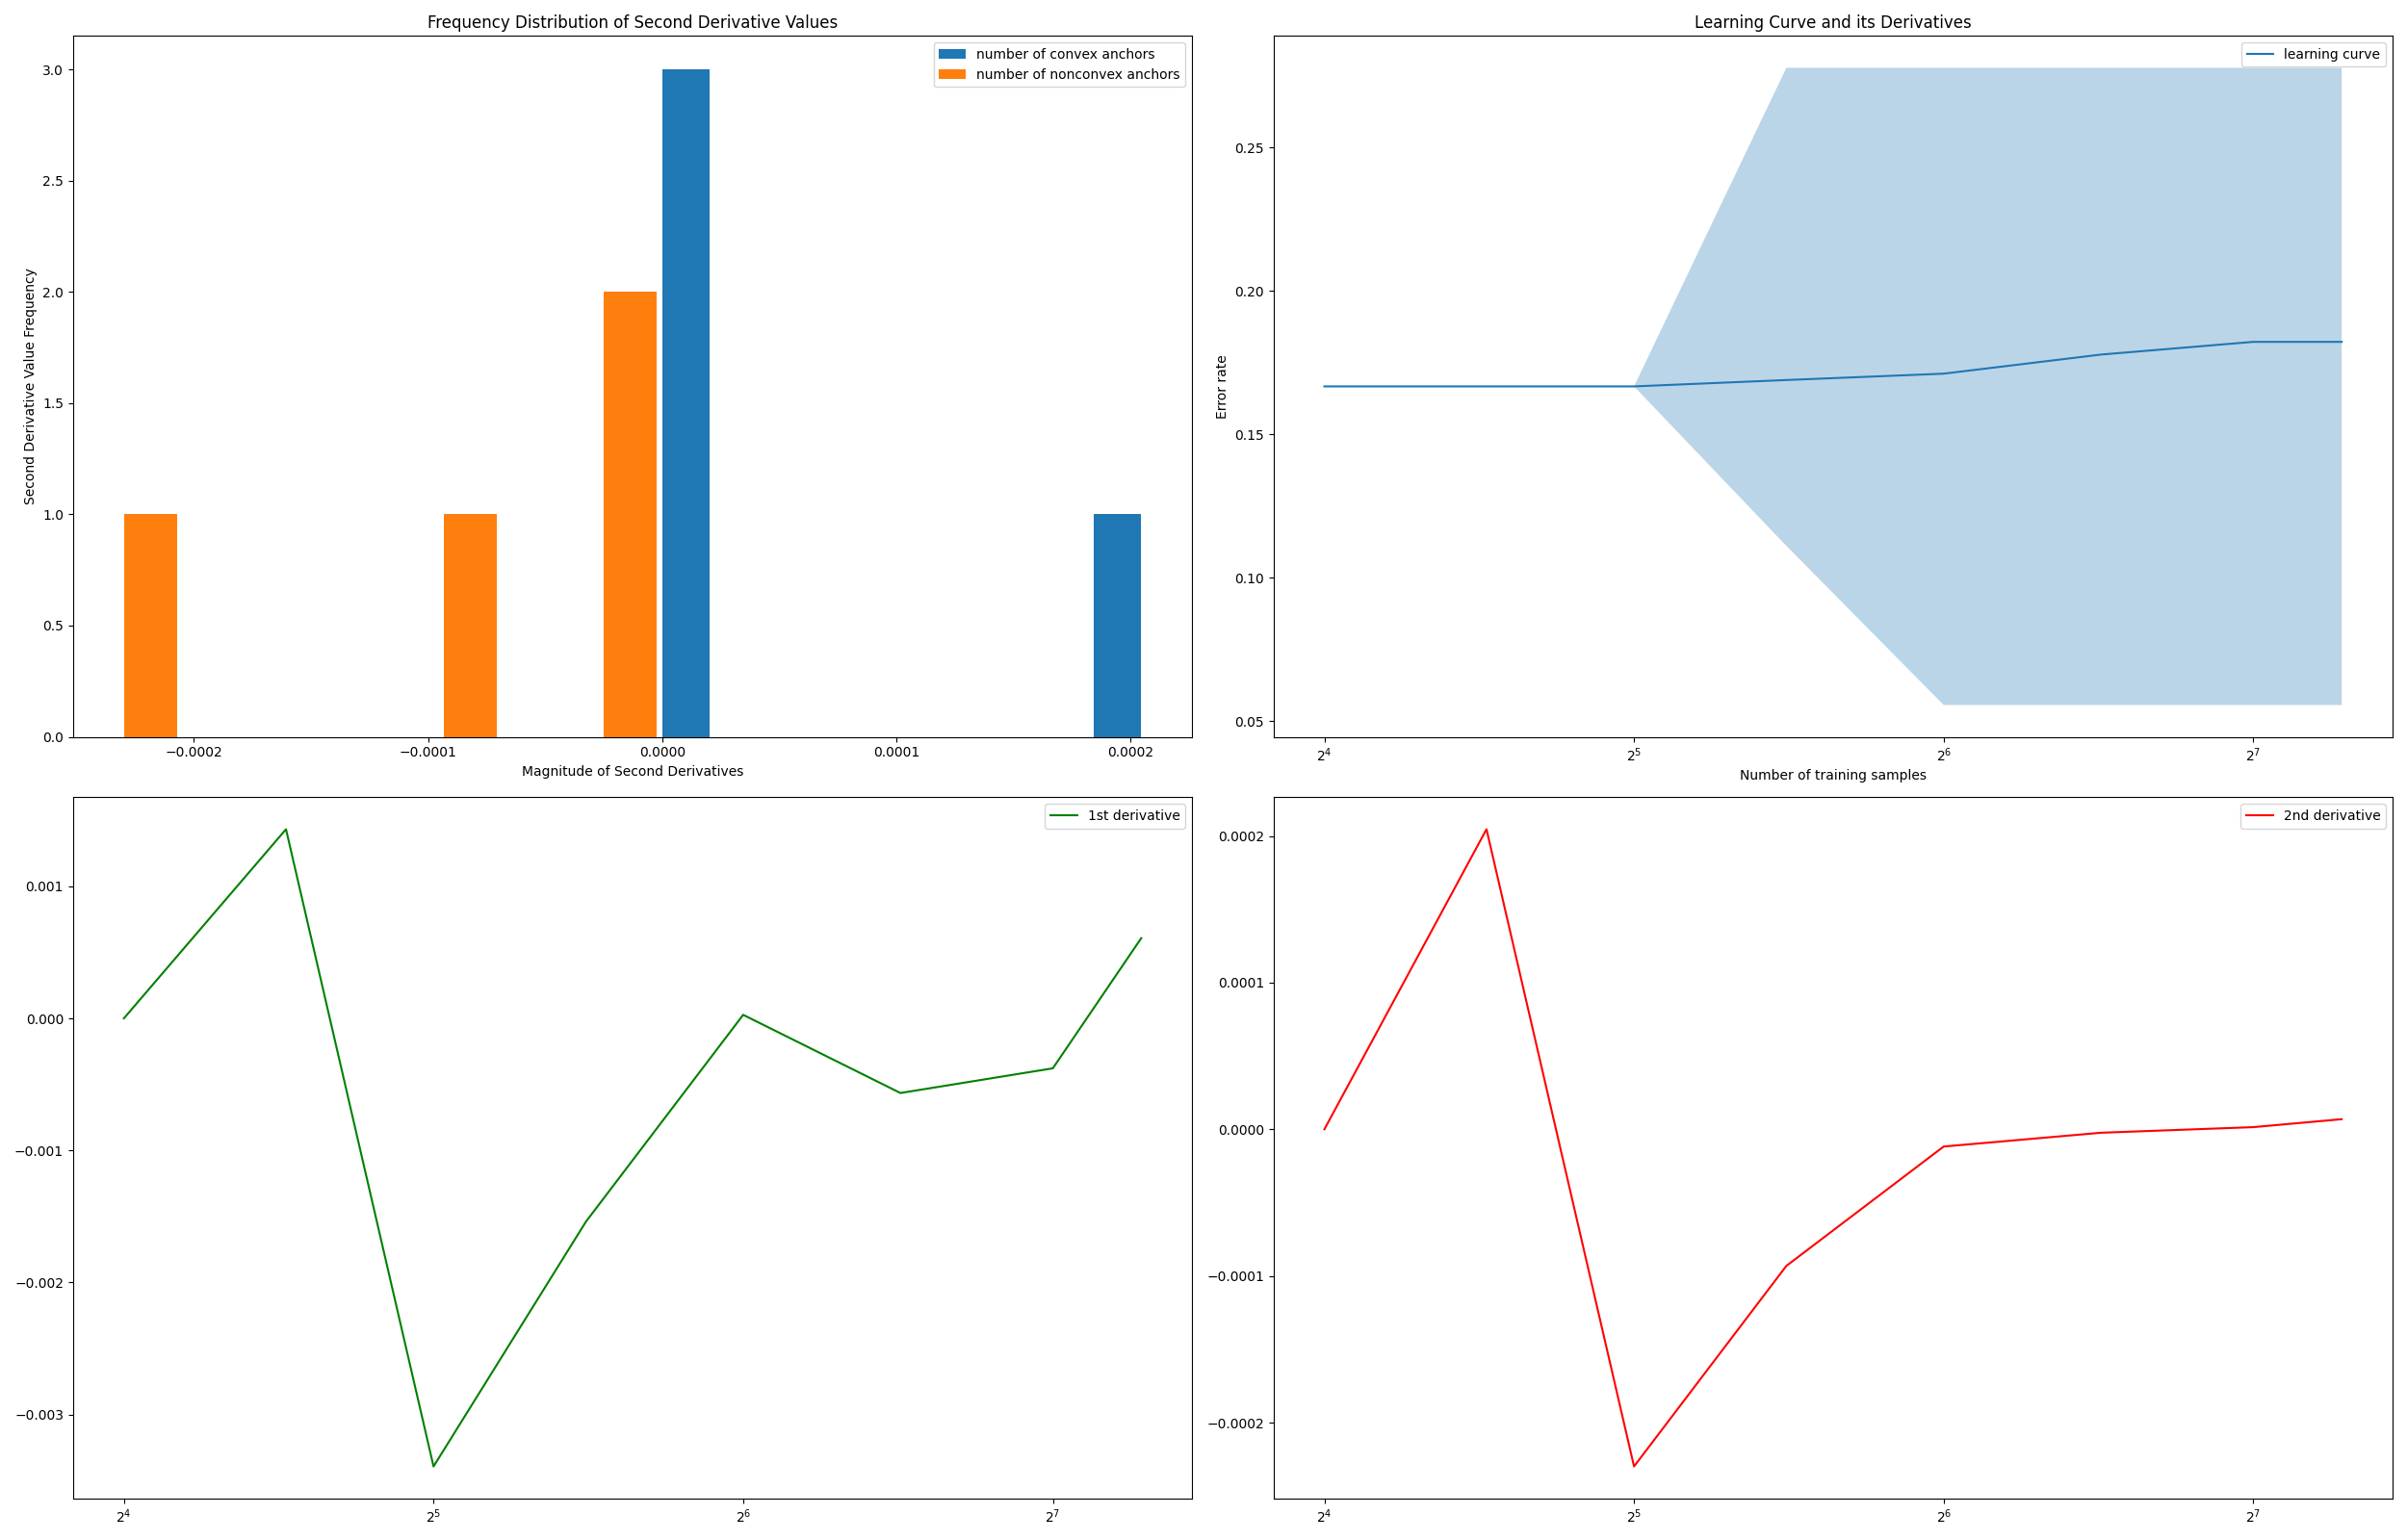 Frequency Distribution of Second Derivative Values
number of convex anchors
number of nonconvex anchors
Second Derivative Value Frequency
3.0
2.5
2.0
1.5
1.0
0.5
0.0
−0.0002 −0.0001 0.0000 0.0001 0.0002
Magnitude of Second Derivatives
Learning Curve and its Derivatives
learning curve
Error rate
0.25
0.20
0.15
0.10
0.05
2⁴ 2⁵ 2⁶ 2⁷
Number of training samples
1st derivative
0.001
0.000
−0.001
−0.002
−0.003
2⁴ 2⁵ 2⁶ 2⁷
2nd derivative
0.0002
0.0001
0.0000
−0.0001
−0.0002
2⁴ 2⁵ 2⁶ 2⁷